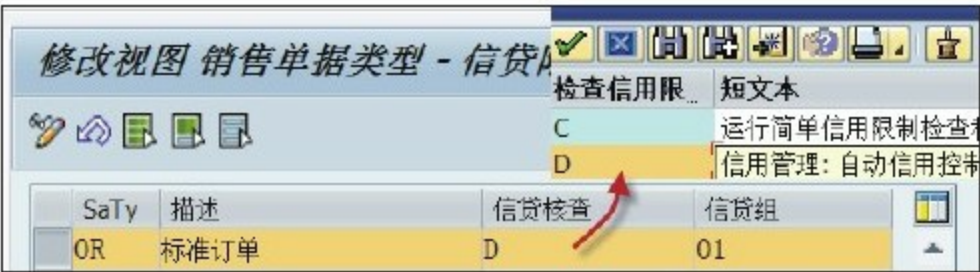 修改视图 销售单据类型 - 信贷
检查信用限... 短文本
C 运行简单信用限制检查
D 信用管理: 自动信用控制
SaTy 描述 信贷核查 信贷组
OR 标准订单 D 01